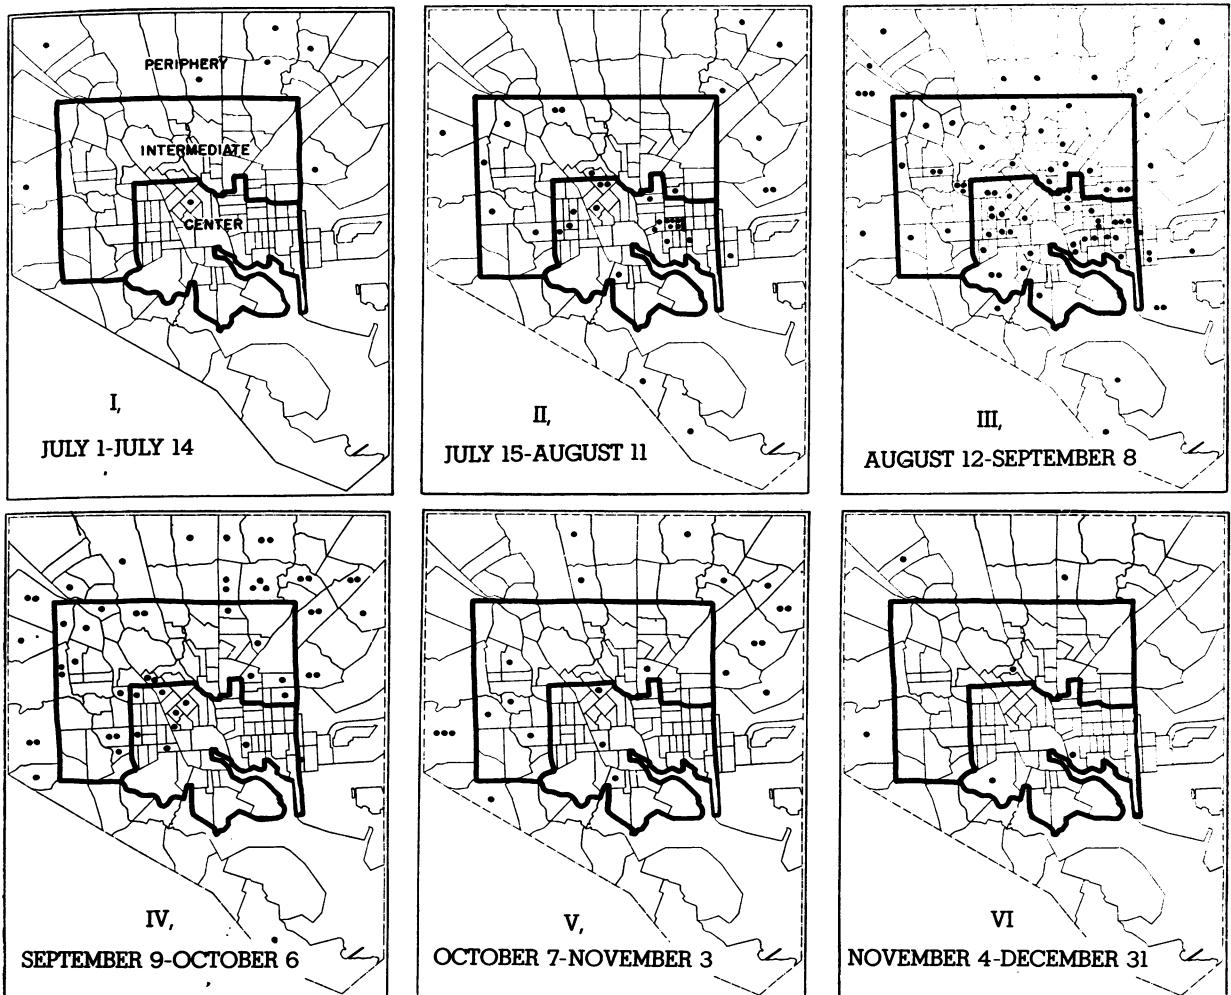 PERIPHERY
INTERMEDIATE
CENTER
I,
JULY 1-JULY 14
II,
JULY 15-AUGUST 11
III,
AUGUST 12-SEPTEMBER 8
IV,
SEPTEMBER 9-OCTOBER 6
V,
OCTOBER 7-NOVEMBER 3
VI
NOVEMBER 4-DECEMBER 31